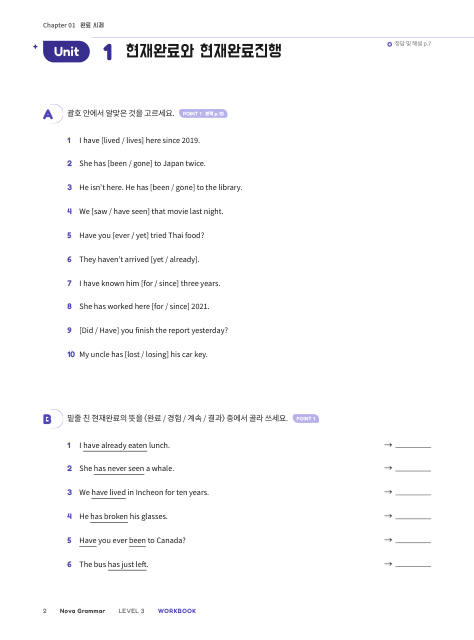 Chapter 01 완료 시제
Unit 1 현재완료와 현재완료진행
정답 및 해설 p.7
A 괄호 안에서 알맞은 것을 고르세요. POINT 1 본책 p.10
1 I have [lived / lives] here since 2019.
2 She has [been / gone] to Japan twice.
3 He isn't here. He has [been / gone] to the library.
4 We [saw / have seen] that movie last night.
5 Have you [ever / yet] tried Thai food?
6 They haven't arrived [yet / already].
7 I have known him [for / since] three years.
8 She has worked here [for / since] 2021.
9 [Did / Have] you finish the report yesterday?
10 My uncle has [lost / losing] his car key.
밑줄 친 현재완료의 뜻을 (완료 / 경험 / 계속 / 결과) 중에서 골라 쓰세요. POINT 1
1 I have already eaten lunch. → ________
2 She has never seen a whale. → ________
3 We have lived in Incheon for ten years. → ________
4 He has broken his glasses. → ________
5 Have you ever been to Canada? → ________
6 The bus has just left. → ________
2 Nova Grammar LEVEL 3 WORKBOOK